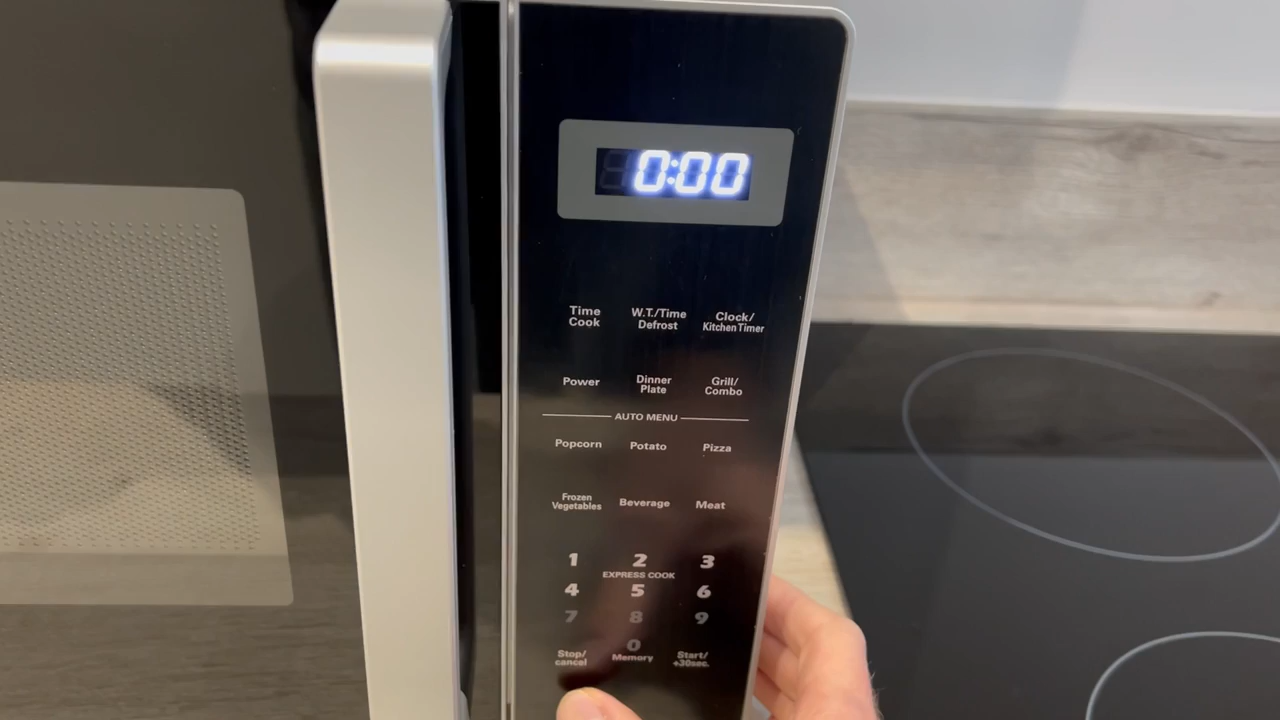 0:00
Time Cook
W.T./Time Defrost
Clock/ Kitchen Timer
Power
Dinner Plate
Grill/ Combo
AUTO MENU
Popcorn
Potato
Pizza
Frozen Vegetables
Beverage
Meat
1 2 3
EXPRESS COOK
4 5 6
7 8 9
0
Stop/ cancel
Memory
Start/ +30sec.